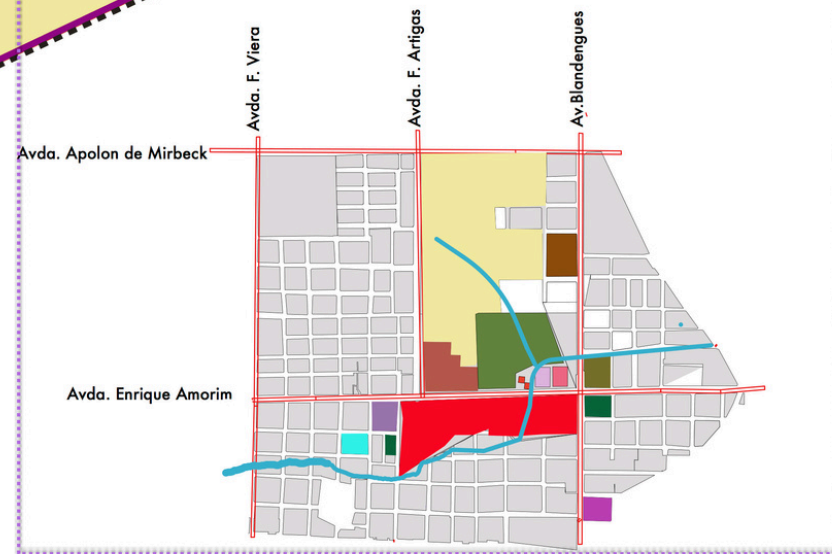 Avda. F. Viera
Avda. F. Artigas
Av.Blandengues
Avda. Apolon de Mirbeck
Avda. Enrique Amorim